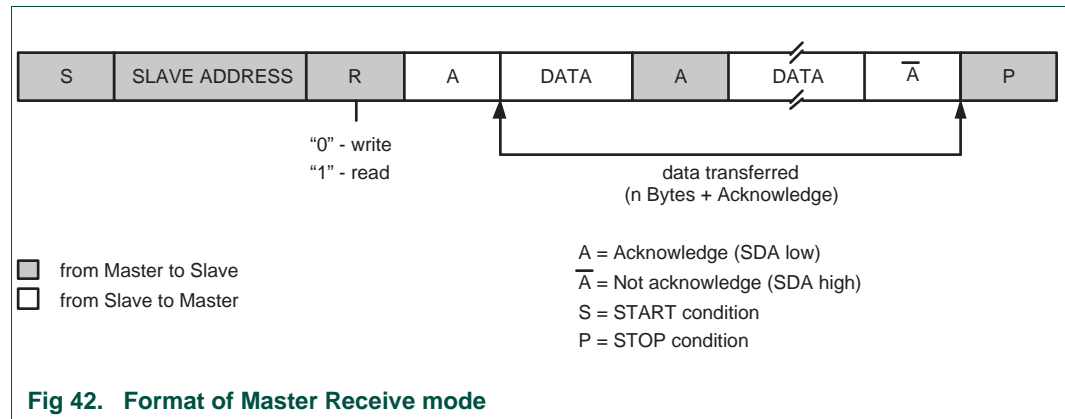 S SLAVE ADDRESS R A DATA A DATA A̅ P
“0” - write
“1” - read
data transferred
(n Bytes + Acknowledge)
from Master to Slave
from Slave to Master
A = Acknowledge (SDA low)
A̅ = Not acknowledge (SDA high)
S = START condition
P = STOP condition
Fig 42. Format of Master Receive mode